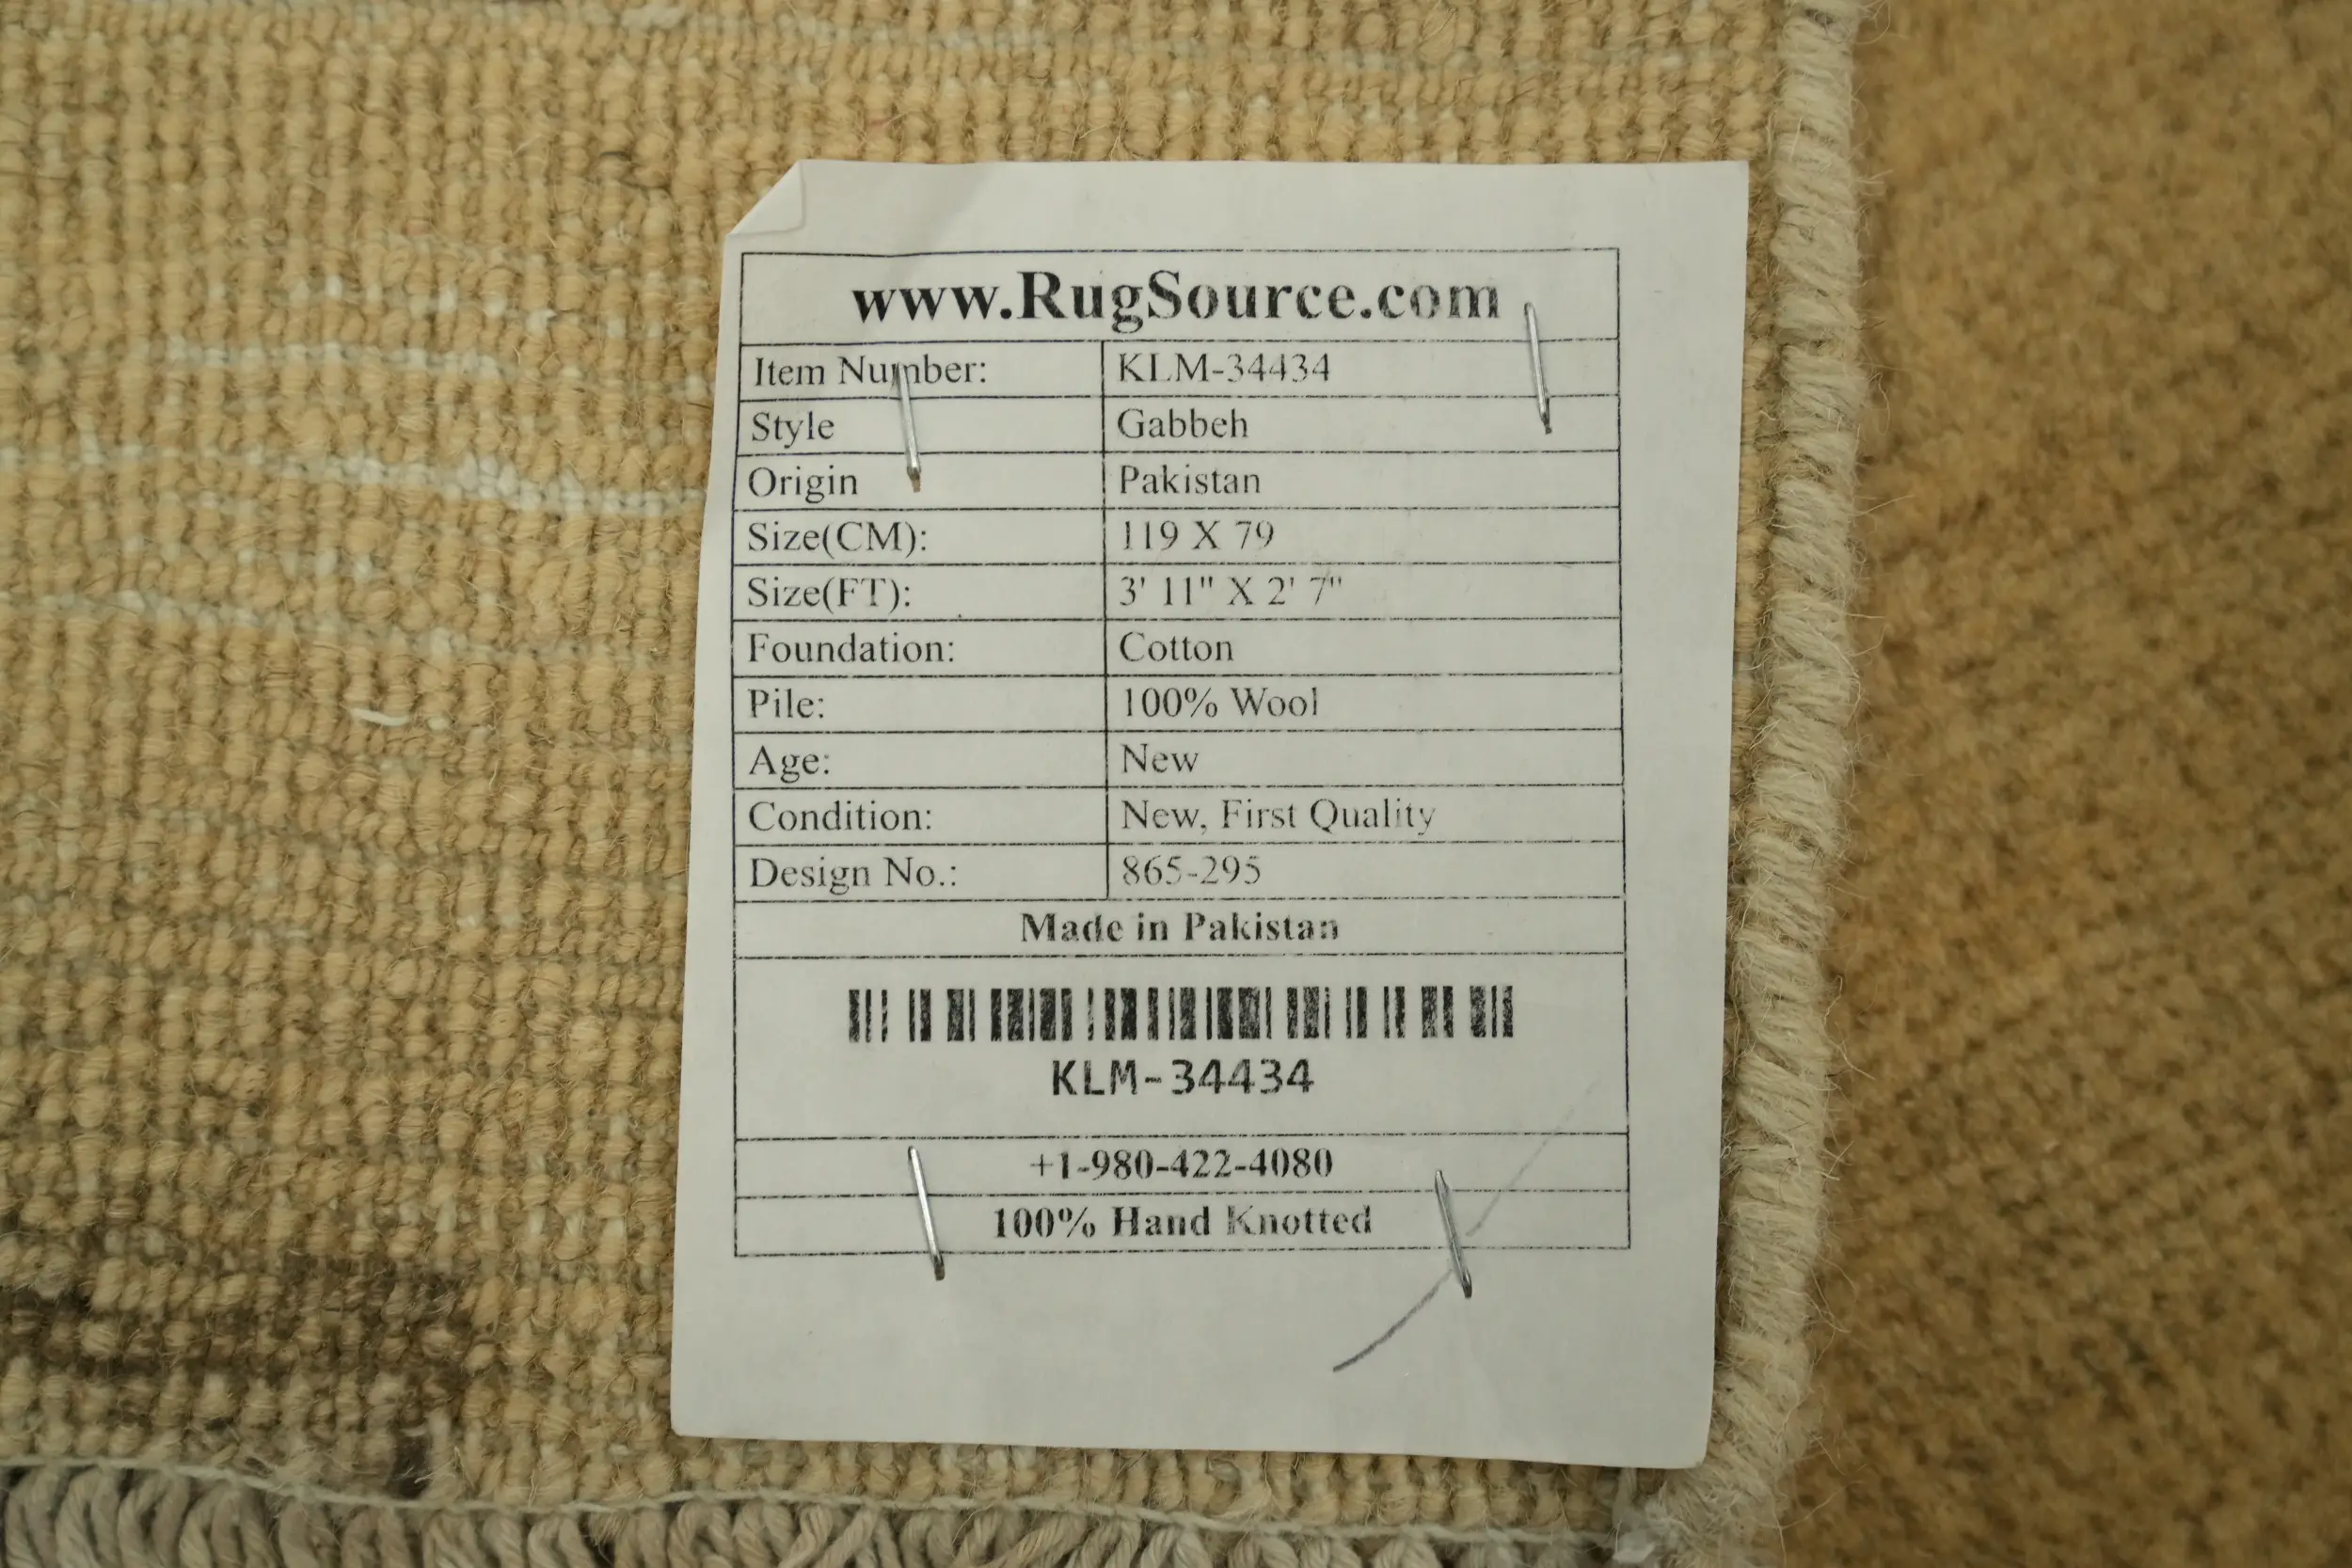 www.RugSource.com
Item Number: KLM-34434
Style Gabbeh
Origin Pakistan
Size(CM): 119 X 79
Size(FT): 3' 11" X 2' 7"
Foundation: Cotton
Pile: 100% Wool
Age: New
Condition: New, First Quality
Design No.: 865-295
Made in Pakistan
KLM-34434
+1-980-422-4080
100% Hand Knotted